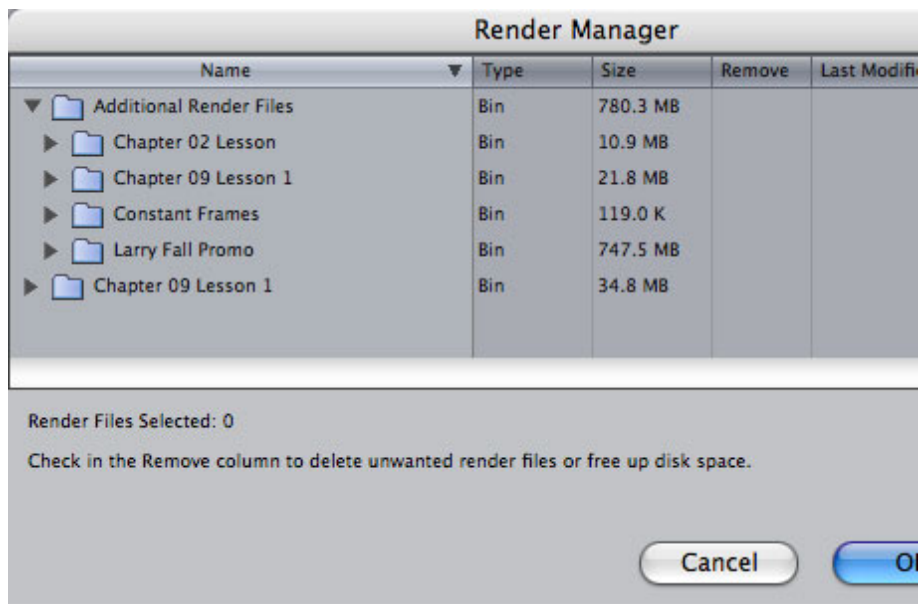 Render Manager
Name Type Size Remove Last Modifi
Additional Render Files Bin 780.3 MB
Chapter 02 Lesson Bin 10.9 MB
Chapter 09 Lesson 1 Bin 21.8 MB
Constant Frames Bin 119.0 K
Larry Fall Promo Bin 747.5 MB
Chapter 09 Lesson 1 Bin 34.8 MB
Render Files Selected: 0
Check in the Remove column to delete unwanted render files or free up disk space.
Cancel